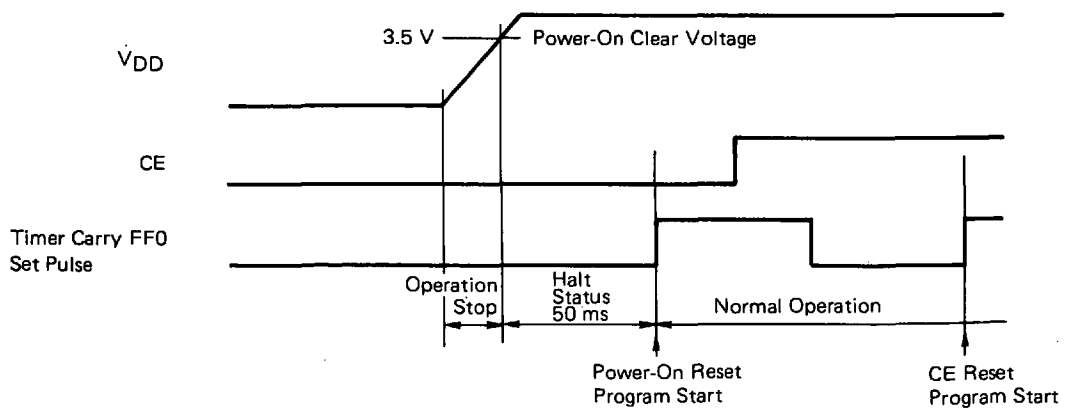 3.5 V
Power-On Clear Voltage
VDD
CE
Timer Carry FF0
Set Pulse
Operation
Stop
Halt
Status
50 ms
Normal Operation
Power-On Reset
Program Start
CE Reset
Program Start